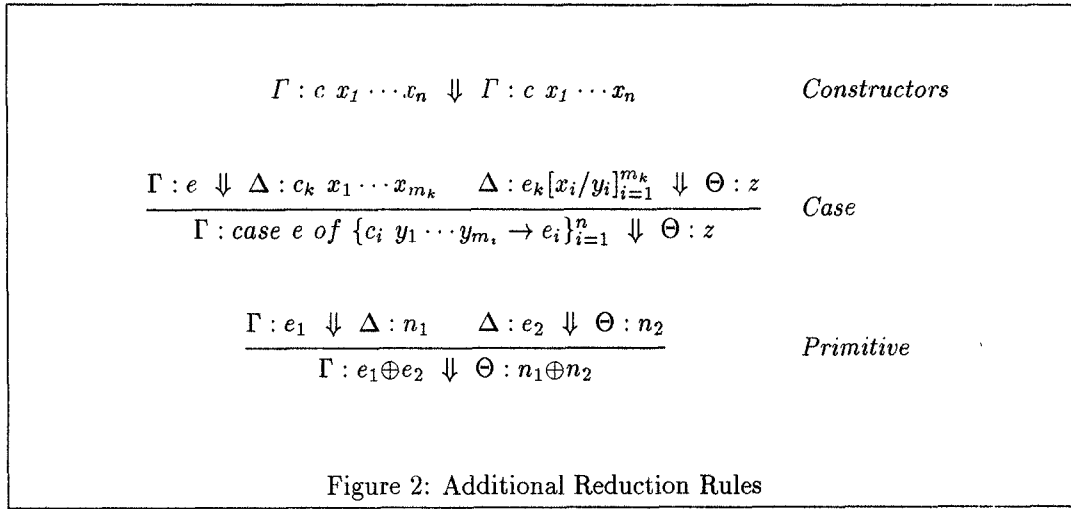 Γ : c x₁ ⋯ xₙ ⇓ Γ : c x₁ ⋯ xₙ Constructors
Γ : e ⇓ Δ : cₖ x₁ ⋯ x_{mₖ} Δ : eₖ[xᵢ/yᵢ]_{i=1}^{mₖ} ⇓ Θ : z
Γ : case e of {cᵢ y₁ ⋯ y_{mᵢ} → eᵢ}_{i=1}^{n} ⇓ Θ : z Case
Γ : e₁ ⇓ Δ : n₁ Δ : e₂ ⇓ Θ : n₂
Γ : e₁⊕e₂ ⇓ Θ : n₁⊕n₂ Primitive
Figure 2: Additional Reduction Rules